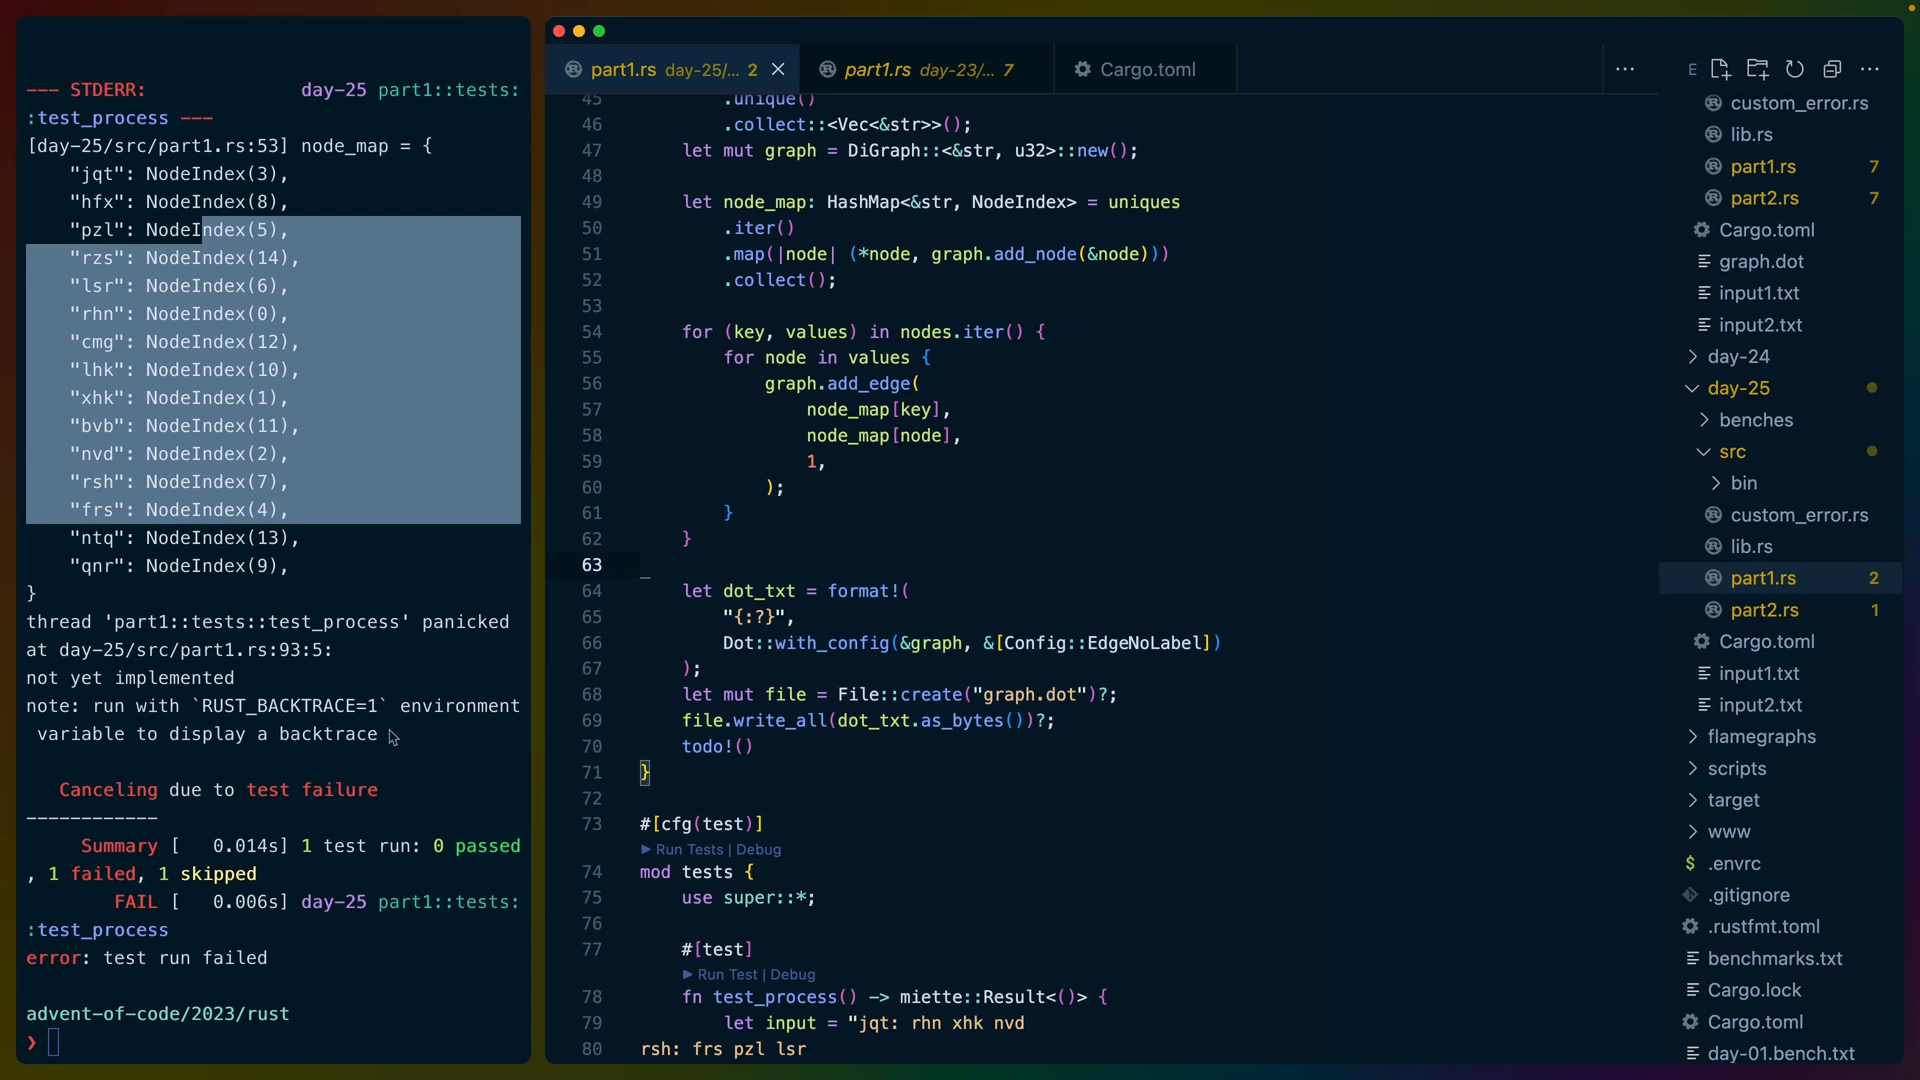 --- STDERR: day-25 part1::tests:
:test_process ---
[day-25/src/part1.rs:53] node_map = {
"jqt": NodeIndex(3),
"hfx": NodeIndex(8),
"pzl": NodeIndex(5),
"rzs": NodeIndex(14),
"lsr": NodeIndex(6),
"rhn": NodeIndex(0),
"cmg": NodeIndex(12),
"lhk": NodeIndex(10),
"xhk": NodeIndex(1),
"bvb": NodeIndex(11),
"nvd": NodeIndex(2),
"rsh": NodeIndex(7),
"frs": NodeIndex(4),
"ntq": NodeIndex(13),
"qnr": NodeIndex(9),
}
thread 'part1::tests::test_process' panicked
at day-25/src/part1.rs:93:5:
not yet implemented
note: run with `RUST_BACKTRACE=1` environment
variable to display a backtrace
Canceling due to test failure
------------
Summary [ 0.014s] 1 test run: 0 passed
, 1 failed, 1 skipped
FAIL [ 0.006s] day-25 part1::tests:
:test_process
error: test run failed
advent-of-code/2023/rust
❯
part1.rs day-25/... 2
part1.rs day-23/... 7
Cargo.toml
45 .unique()
46 .collect::<Vec<&str>>();
47 let mut graph = DiGraph::<&str, u32>::new();
48
49 let node_map: HashMap<&str, NodeIndex> = uniques
50 .iter()
51 .map(|node| (*node, graph.add_node(&node)))
52 .collect();
53
54 for (key, values) in nodes.iter() {
55 for node in values {
56 graph.add_edge(
57 node_map[key],
58 node_map[node],
59 1,
60 );
61 }
62 }
63
64 let dot_txt = format!(
65 "{:?}",
66 Dot::with_config(&graph, &[Config::EdgeNoLabel])
67 );
68 let mut file = File::create("graph.dot")?;
69 file.write_all(dot_txt.as_bytes())?;
70 todo!()
71 }
72
73 #[cfg(test)]
▶ Run Tests | Debug
74 mod tests {
75 use super::*;
76
77 #[test]
▶ Run Test | Debug
78 fn test_process() -> miette::Result<()> {
79 let input = "jqt: rhn xhk nvd
80 rsh: frs pzl lsr
E
custom_error.rs
lib.rs
part1.rs 7
part2.rs 7
Cargo.toml
graph.dot
input1.txt
input2.txt
day-24
day-25
benches
src
bin
custom_error.rs
lib.rs
part1.rs 2
part2.rs 1
Cargo.toml
input1.txt
input2.txt
flamegraphs
scripts
target
www
$ .envrc
.gitignore
.rustfmt.toml
benchmarks.txt
Cargo.lock
Cargo.toml
day-01.bench.txt